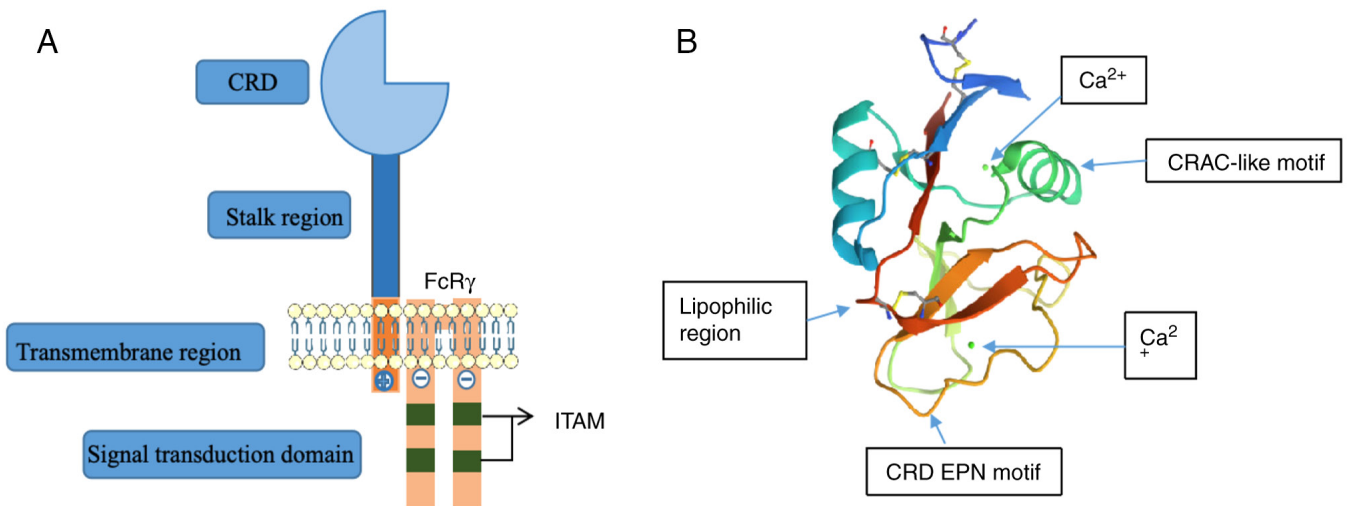 A
CRD
Stalk region
FcRγ
Transmembrane region
+
−
−
ITAM
Signal transduction domain
B
Ca²⁺
CRAC-like motif
Lipophilic
region
Ca²
+
CRD EPN motif